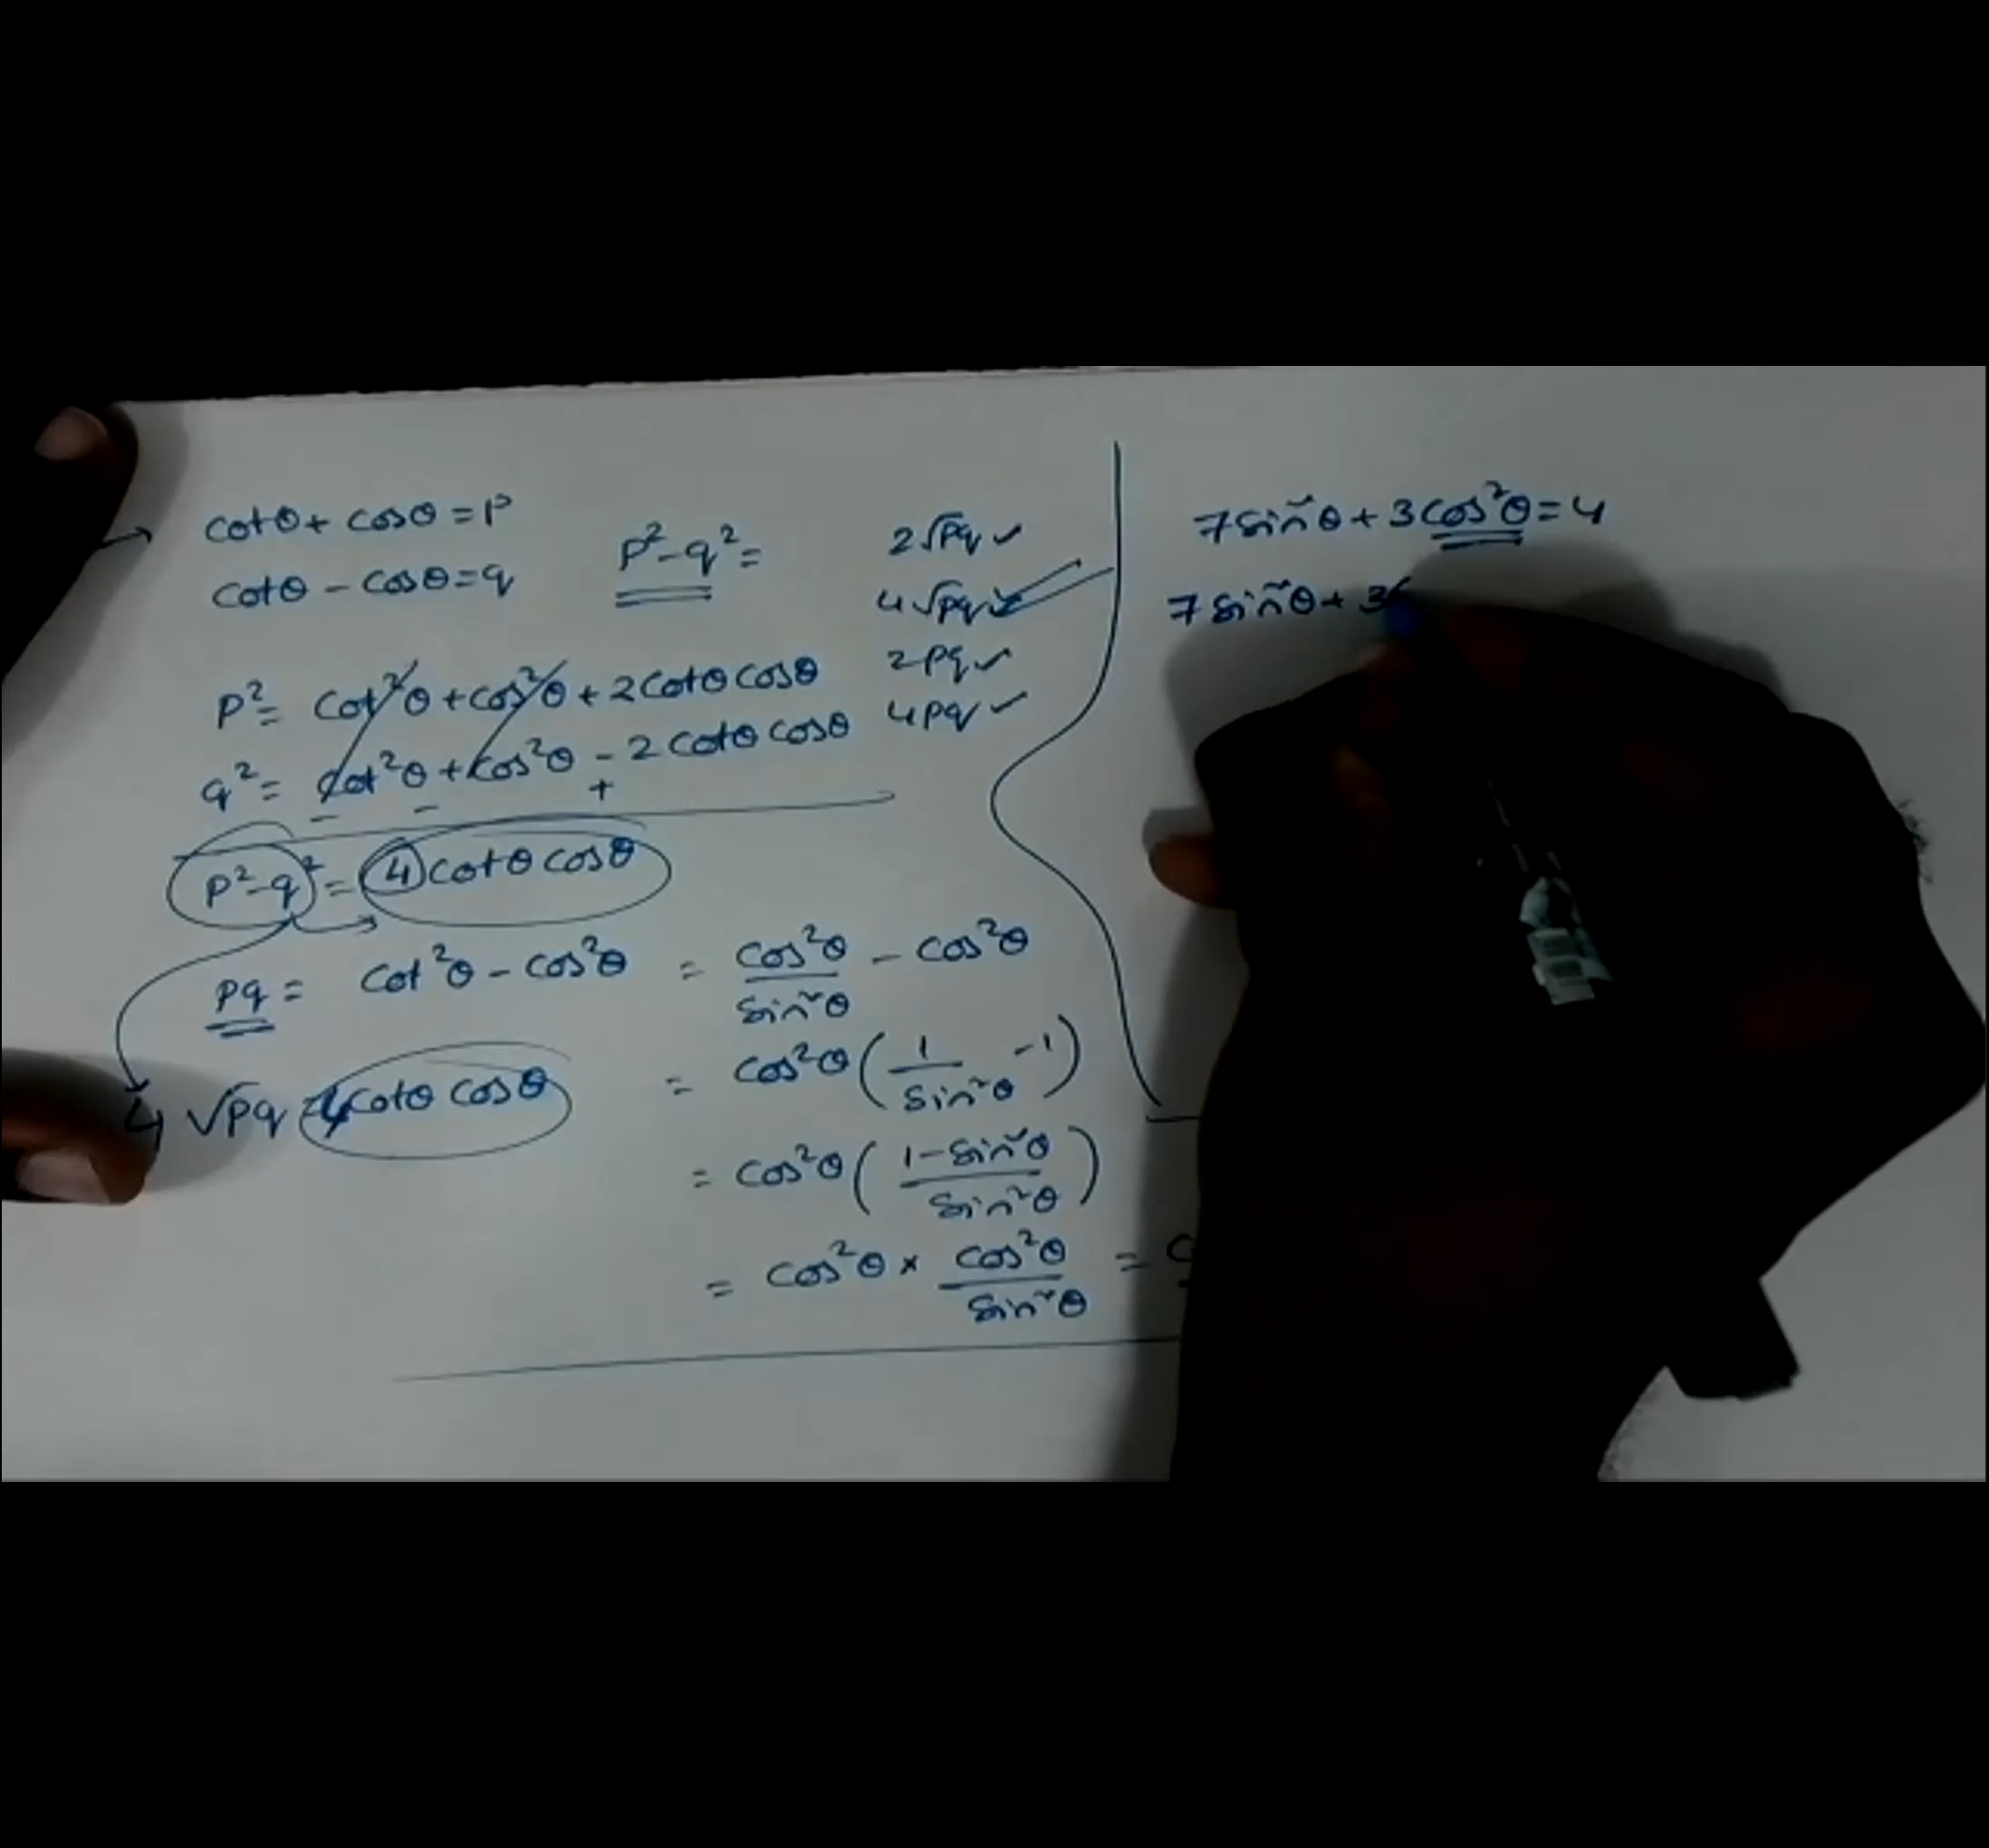 cotθ + cosθ = P
cotθ - cosθ = q
P² - q² =
2√pq ✓
4√pq ✓
2pq ✓
4pq ✓
P² = cot²θ + cos²θ + 2cotθ cosθ
q² = cot²θ + cos²θ - 2cotθ cosθ
- - +
P² - q² = 4cotθ cosθ
pq = cot²θ - cos²θ = cos²θ/sin²θ - cos²θ
= cos²θ (1/sin²θ - 1)
4√pq = 4cotθ cosθ
= cos²θ (1 - sin²θ/sin²θ)
= cos²θ × cos²θ/sin²θ =
7sin²θ + 3cos²θ = 4
7sin²θ + 3(